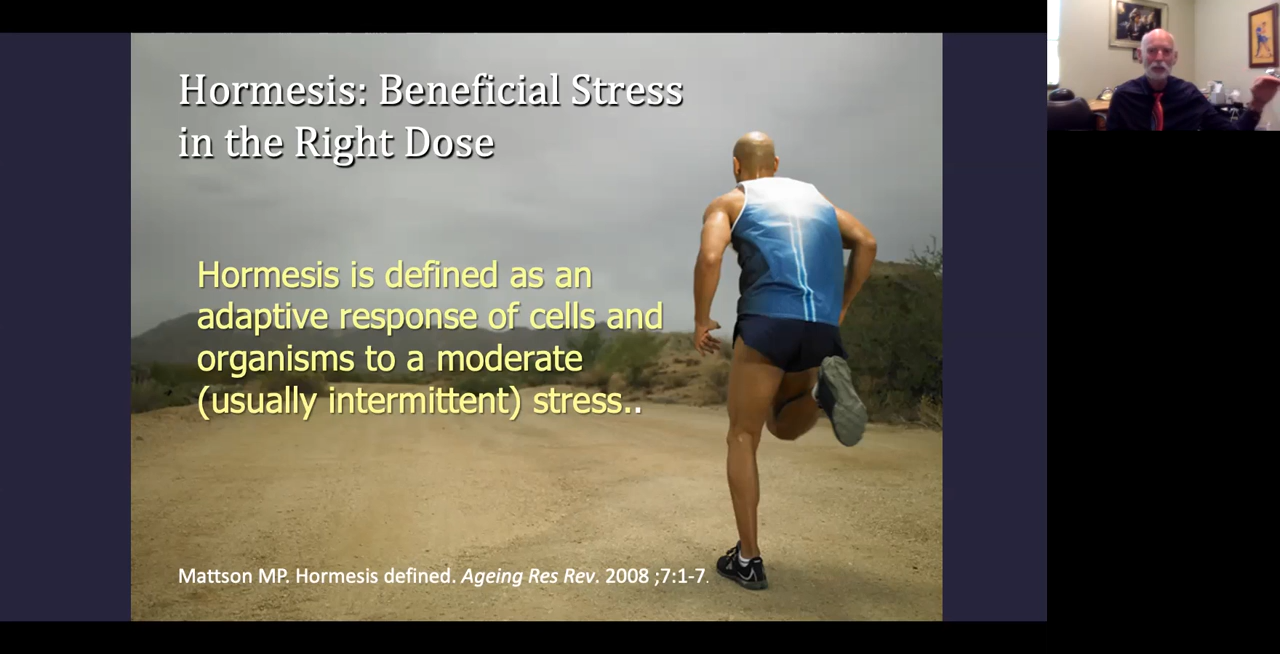 Hormesis: Beneficial Stress
in the Right Dose
Hormesis is defined as an
adaptive response of cells and
organisms to a moderate
(usually intermittent) stress..
Mattson MP. Hormesis defined. Ageing Res Rev. 2008 ;7:1-7.